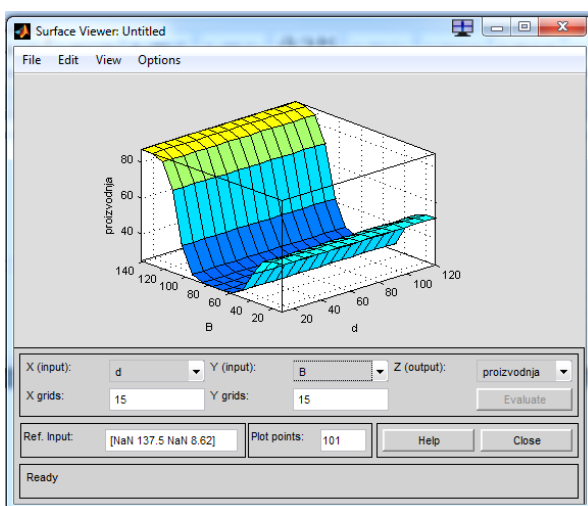 Surface Viewer: Untitled
File Edit View Options
proizvodnja
80
60
40
140
120
100
80
60
40
20
B
20
40
60
80
100
120
d
X (input): d Y (input): B Z (output): proizvodnja
X grids: 15 Y grids: 15 Evaluate
Ref. Input: [NaN 137.5 NaN 8.62] Plot points: 101 Help Close
Ready